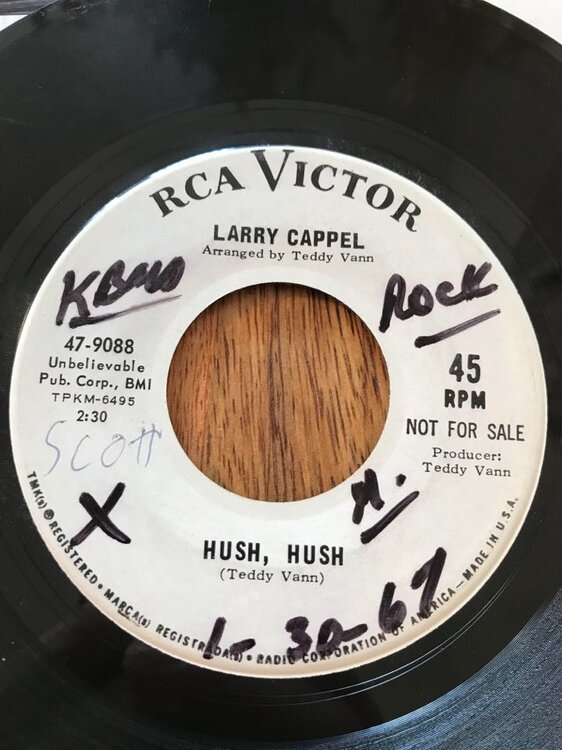 RCA VICTOR
LARRY CAPPEL
Arranged by Teddy Vann
ROCK
47-9088
Unbelievable
Pub. Corp., BMI
TPKM-6495
2:30
45
RPM
NOT FOR SALE
Producer:
Teddy Vann
SCOTT
X
M.
HUSH, HUSH
(Teddy Vann)
1-30-67
TMK(s) ® REGISTERED • MARCA(s) REGISTRADA(s) • RADIO CORPORATION OF AMERICA — MADE IN U.S.A.